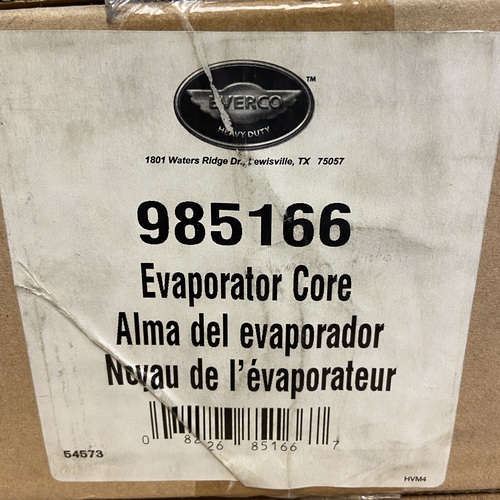 EVERCO
HEAVY DUTY
TM
1801 Waters Ridge Dr., Lewisville, TX 75057
985166
Evaporator Core
Alma del evaporador
Noyau de l'évaporateur
0 85166 7
54573
HVM4